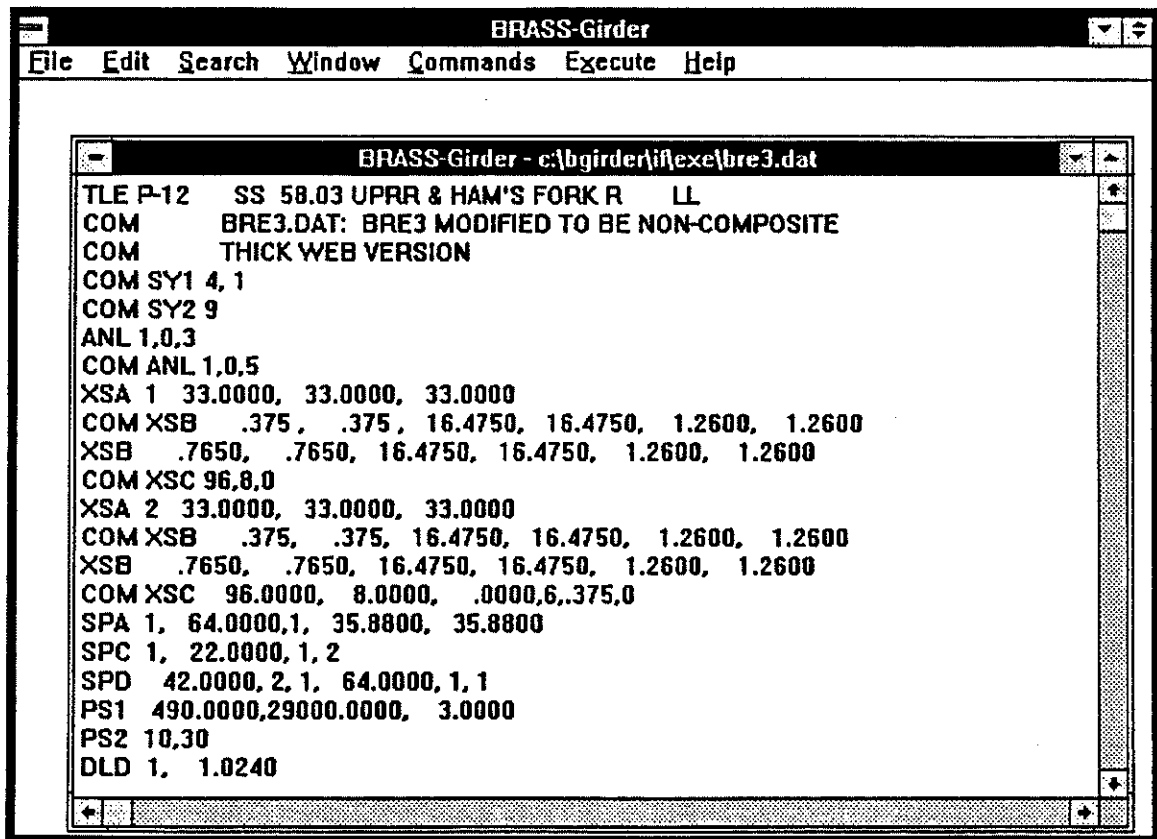 BRASS-Girder
File Edit Search Window Commands Execute Help
BRASS-Girder - c:\bgirder\if\exe\bre3.dat
TLE P-12 SS 58.03 UPRR & HAM'S FORK R LL
COM BRE3.DAT: BRE3 MODIFIED TO BE NON-COMPOSITE
COM THICK WEB VERSION
COM SY1 4, 1
COM SY2 9
ANL 1,0,3
COM ANL 1,0,5
XSA 1 33.0000, 33.0000, 33.0000
COM XSB .375 , .375 , 16.4750, 16.4750, 1.2600, 1.2600
XSB .7650, .7650, 16.4750, 16.4750, 1.2600, 1.2600
COM XSC 96,8,0
XSA 2 33.0000, 33.0000, 33.0000
COM XSB .375, .375, 16.4750, 16.4750, 1.2600, 1.2600
XSB .7650, .7650, 16.4750, 16.4750, 1.2600, 1.2600
COM XSC 96.0000, 8.0000, .0000,6,.375,0
SPA 1, 64.0000,1, 35.8800, 35.8800
SPC 1, 22.0000, 1, 2
SPD 42.0000, 2, 1, 64.0000, 1, 1
PS1 490.0000,29000.0000, 3.0000
PS2 10,30
DLD 1, 1.0240